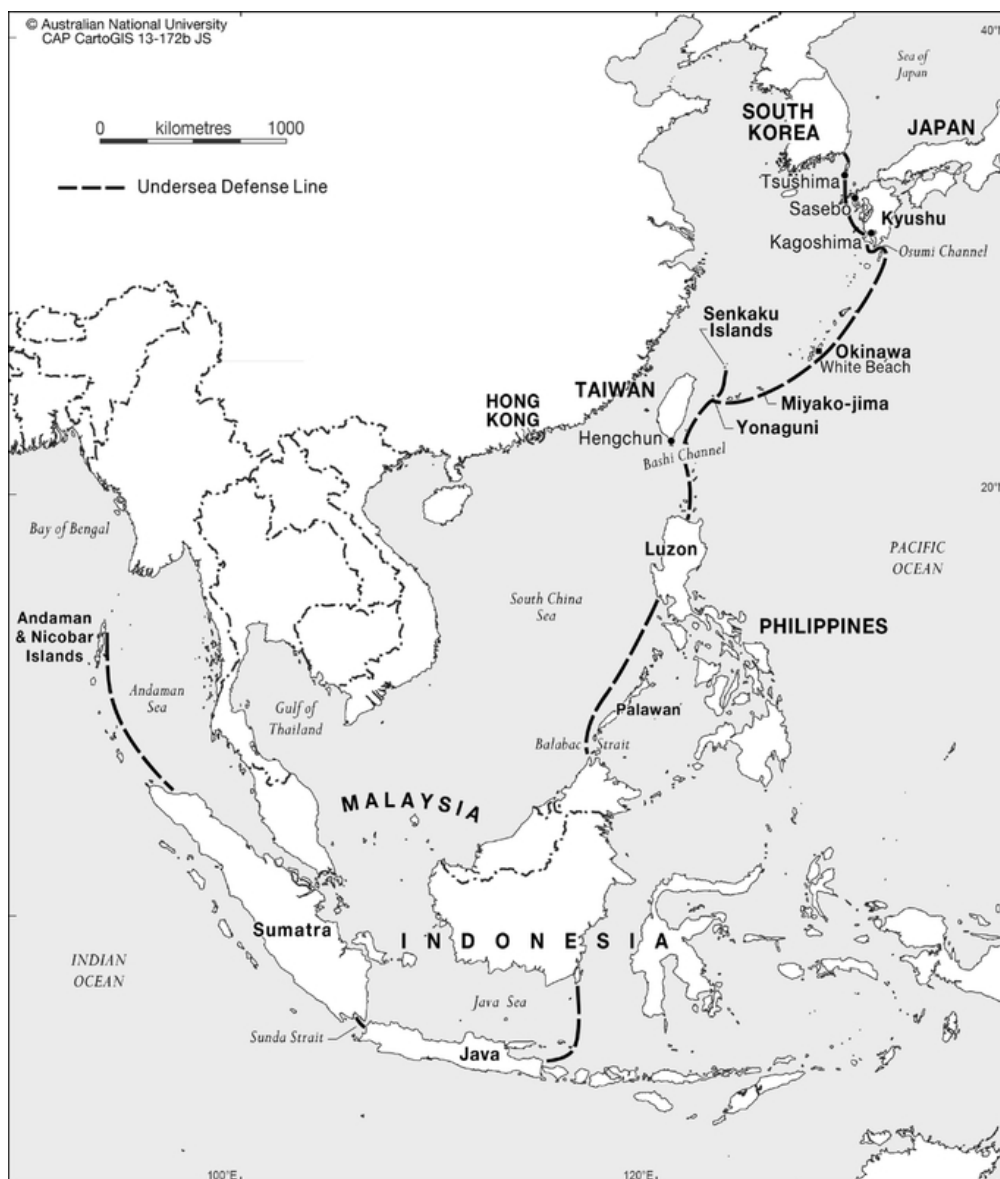 © Australian National University
CAP CartoGIS 13-172b JS
40°N
Sea of
Japan
0 kilometres 1000
SOUTH
KOREA
JAPAN
Undersea Defense Line
Tsushima
Sasebo
Kyushu
Kagoshima
Osumi Channel
Senkaku
Islands
Okinawa
White Beach
TAIWAN
HONG
KONG
Miyako-jima
Yonaguni
Hengchun
Bashi Channel
20°N
Bay of Bengal
Luzon
PACIFIC
OCEAN
South China
Sea
Andaman
& Nicobar
Islands
PHILIPPINES
Andaman
Sea
Gulf of
Thailand
Palawan
Balabac Strait
MALAYSIA
Sumatra
INDONESIA
INDIAN
OCEAN
Java Sea
Sunda Strait
Java
100°E
120°E